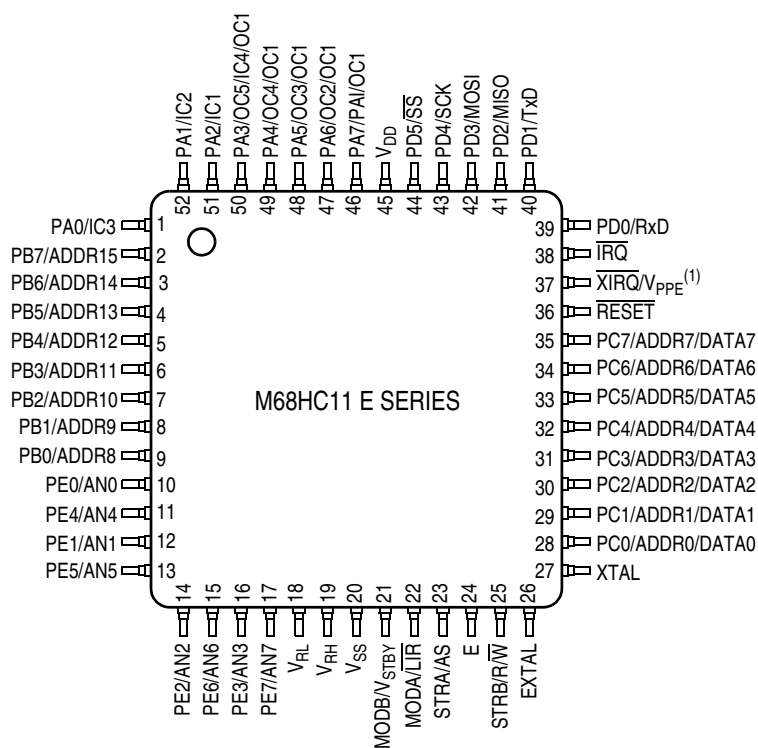 PA1/IC2
PA2/IC1
PA3/OC5/IC4/OC1
PA4/OC4/OC1
PA5/OC3/OC1
PA6/OC2/OC1
PA7/PAI/OC1
VDD
PD5/S̅S̅
PD4/SCK
PD3/MOSI
PD2/MISO
PD1/TxD
52
51
50
49
48
47
46
45
44
43
42
41
40
PA0/IC3 1
PB7/ADDR15 2
PB6/ADDR14 3
PB5/ADDR13 4
PB4/ADDR12 5
PB3/ADDR11 6
PB2/ADDR10 7
PB1/ADDR9 8
PB0/ADDR8 9
PE0/AN0 10
PE4/AN4 11
PE1/AN1 12
PE5/AN5 13
M68HC11 E SERIES
39 PD0/RxD
38 I̅R̅Q̅
37 X̅I̅R̅Q̅/VPPE(1)
36 R̅E̅S̅E̅T̅
35 PC7/ADDR7/DATA7
34 PC6/ADDR6/DATA6
33 PC5/ADDR5/DATA5
32 PC4/ADDR4/DATA4
31 PC3/ADDR3/DATA3
30 PC2/ADDR2/DATA2
29 PC1/ADDR1/DATA1
28 PC0/ADDR0/DATA0
27 XTAL
14
15
16
17
18
19
20
21
22
23
24
25
26
PE2/AN2
PE6/AN6
PE3/AN3
PE7/AN7
VRL
VRH
VSS
MODB/VSTBY
MODA/L̅I̅R̅
STRA/AS
E
STRB/R/W̅
EXTAL